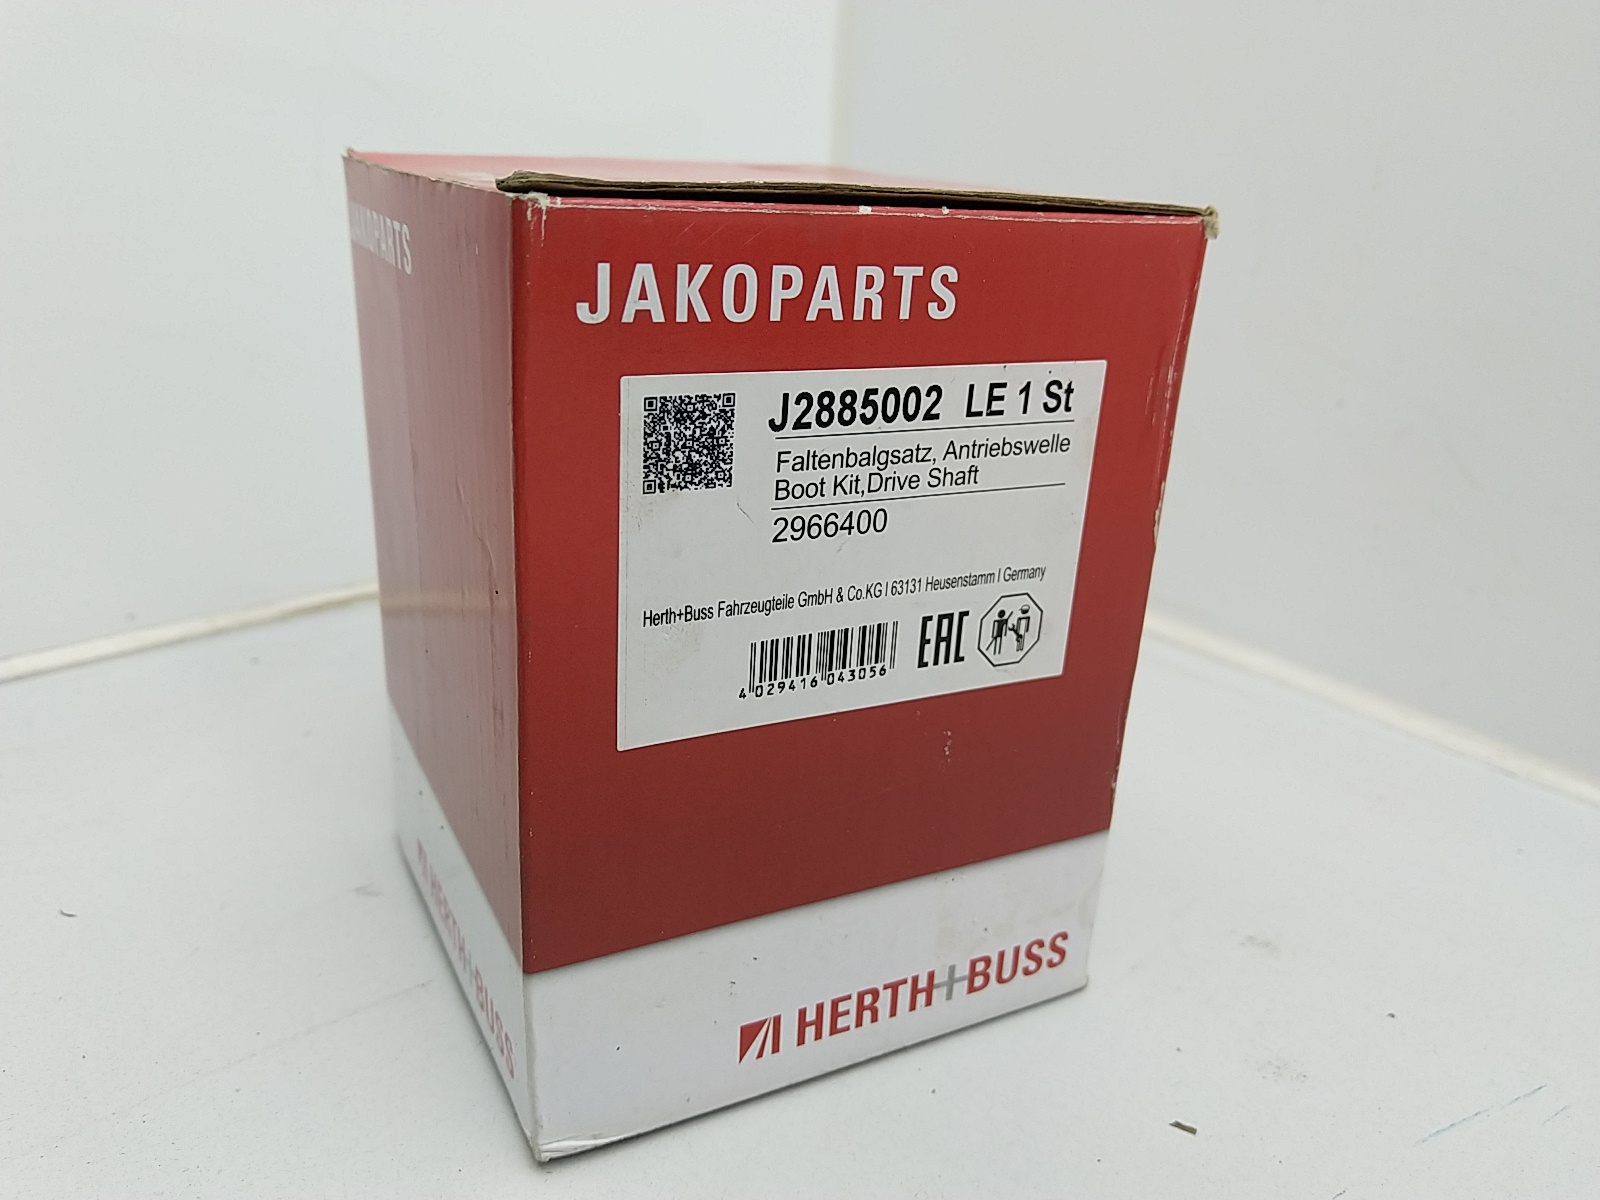 JAKOPARTS
JAKOPARTS
J2885002 LE 1 St
Faltenbalgsatz, Antriebswelle
Boot Kit,Drive Shaft
2966400
Herth+Buss Fahrzeugteile GmbH & Co.KG I 63131 Heusenstamm I Germany
4 029416 043056
EAC
HERTH+BUSS
HERTH+BUSS